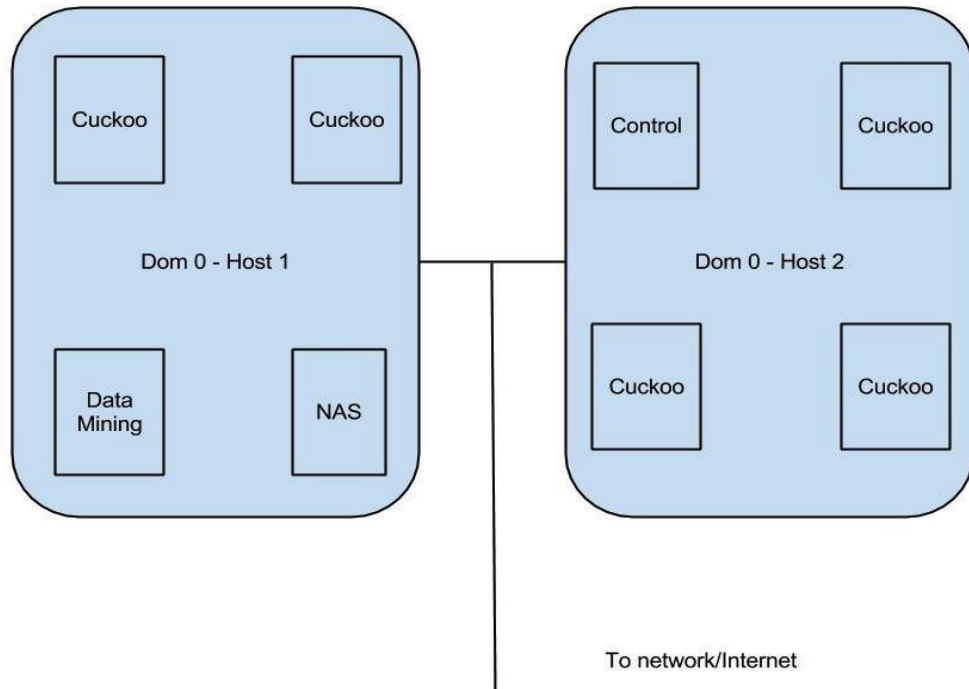 Cuckoo
Cuckoo
Dom 0 - Host 1
Data
Mining
NAS
Control
Cuckoo
Dom 0 - Host 2
Cuckoo
Cuckoo
To network/Internet